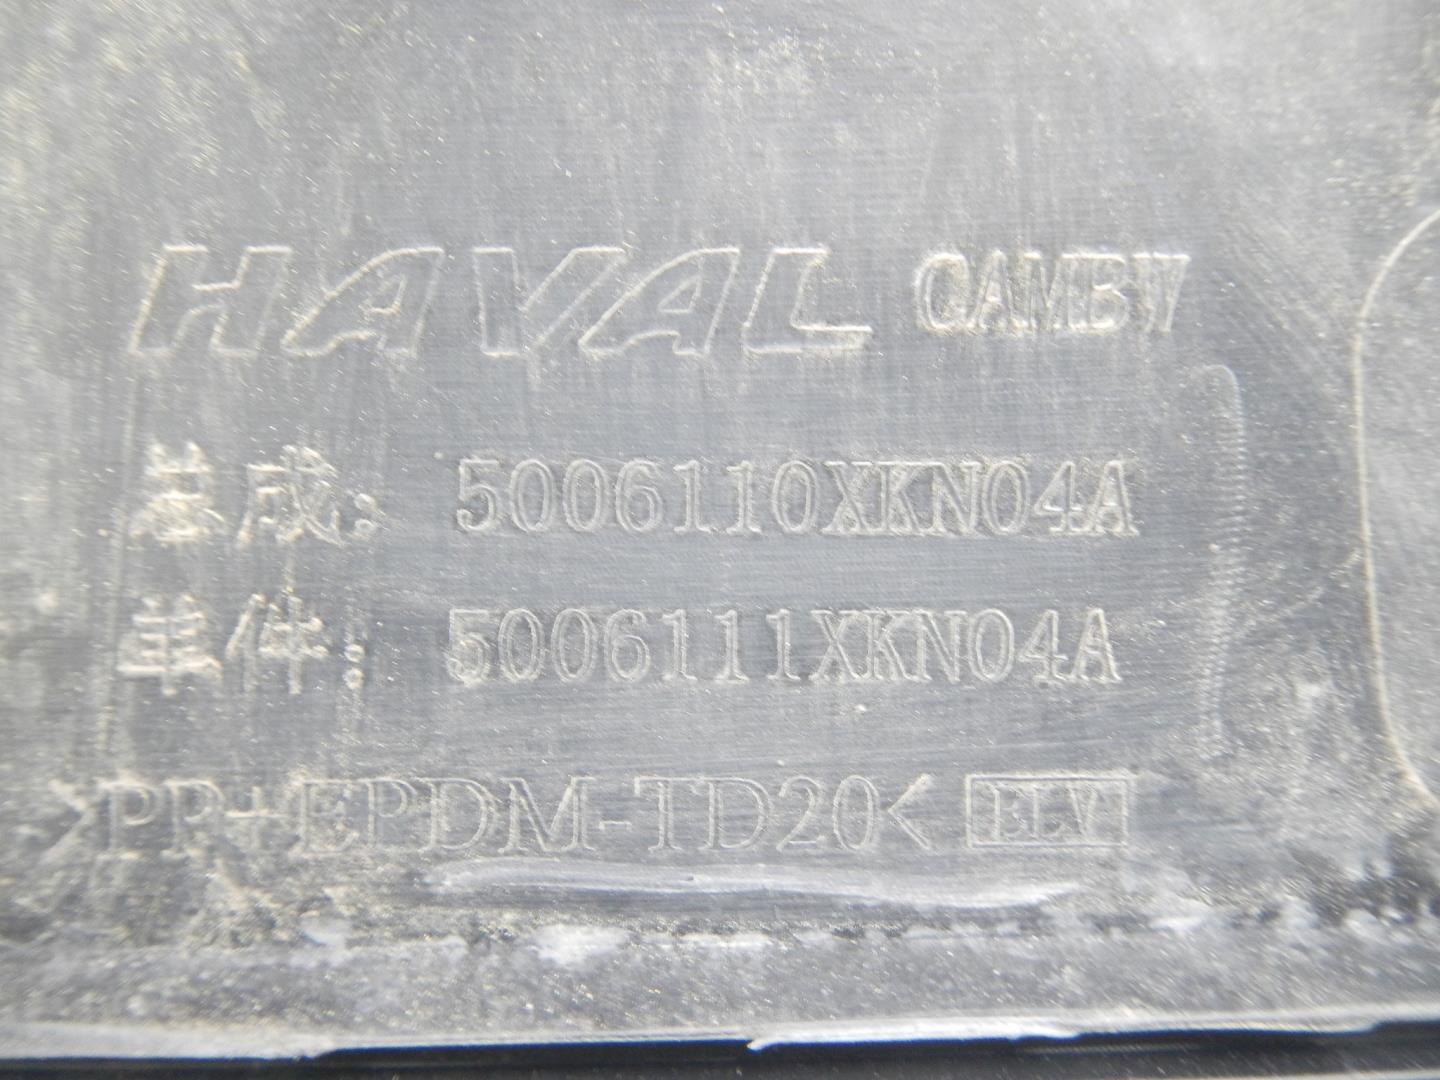 HAVAL CAMBW
总成: 5006110XKN04A
单件: 5006111XKN04A
>PP+EPDM-TD20< ELV